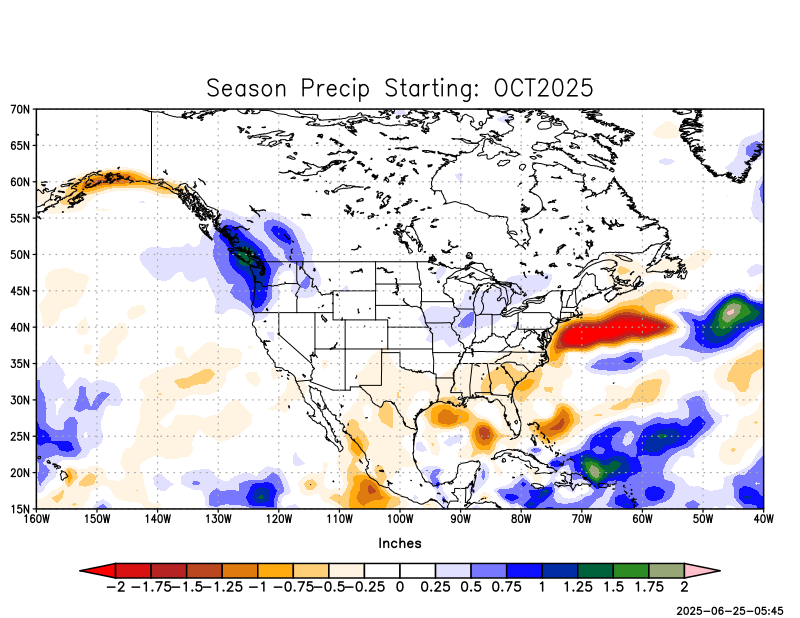 Season Precip Starting: OCT2025
70N
65N
60N
55N
50N
45N
40N
35N
30N
25N
20N
15N
160W 150W 140W 130W 120W 110W 100W 90W 80W 70W 60W 50W 40W
Inches
−2 −1.75−1.5−1.25 −1 −0.75−0.5−0.25 0 0.25 0.5 0.75 1 1.25 1.5 1.75 2
2025−06−25−05:45